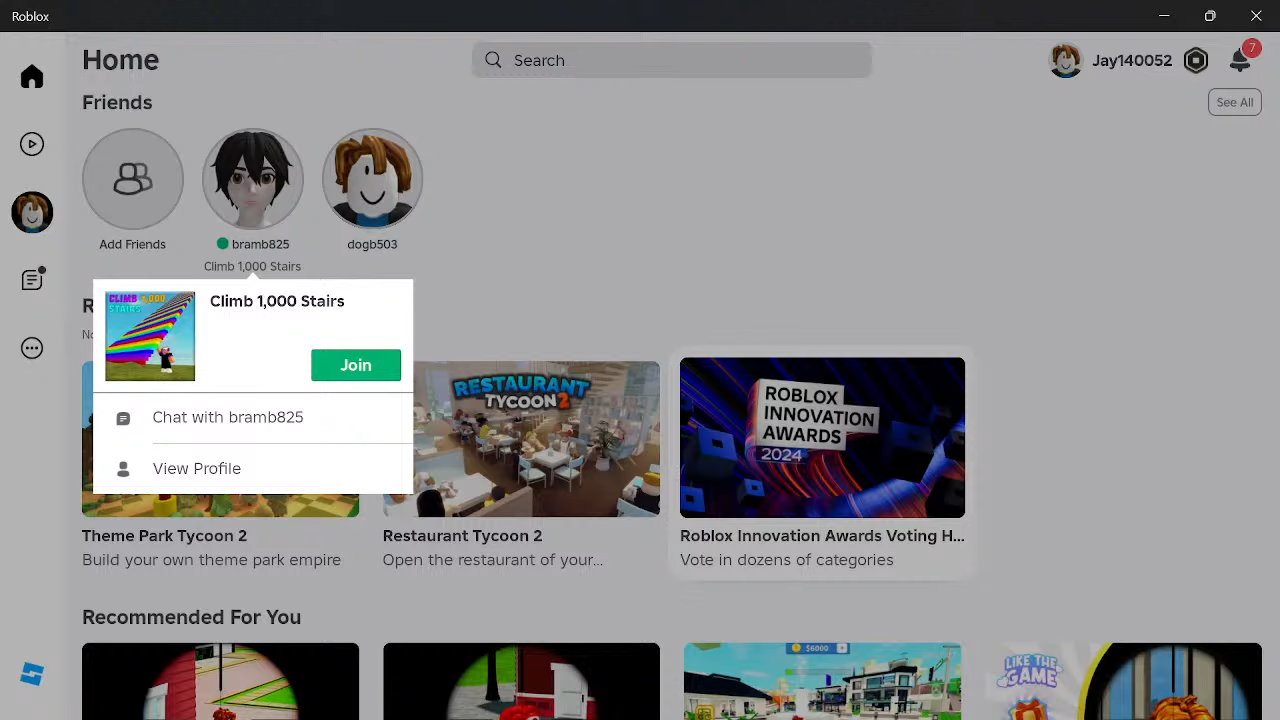 Roblox
Home
Search
Jay140052
7
Friends
See All
Add Friends
bramb825
dogb503
Climb 1,000 Stairs
CLIMB 1,000
STAIRS
Climb 1,000 Stairs
Join
Chat with bramb825
View Profile
RESTAURANT
TYCOON 2
ROBLOX
INNOVATION
AWARDS
2024
Theme Park Tycoon 2
Restaurant Tycoon 2
Roblox Innovation Awards Voting H...
Build your own theme park empire
Open the restaurant of your...
Vote in dozens of categories
Recommended For You
$6000
LIKE THE
GAME